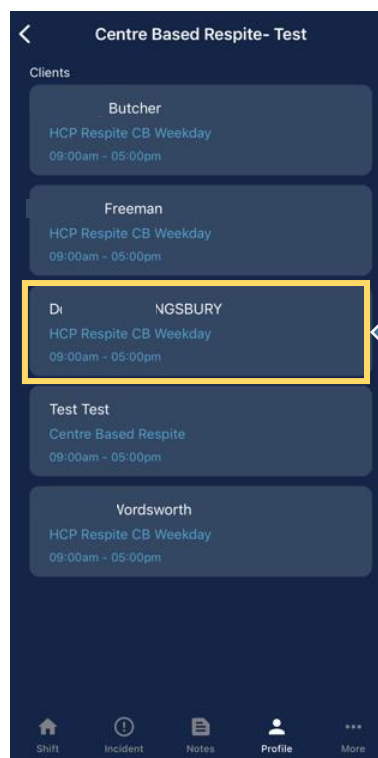 Centre Based Respite- Test
Clients
Butcher
HCP Respite CB Weekday
09:00am - 05:00pm
Freeman
HCP Respite CB Weekday
09:00am - 05:00pm
HCP Respite CB Weekday
09:00am - 05:00pm
Test Test
Centre Based Respite
09:00am - 05:00pm
Wordsworth
HCP Respite CB Weekday
09:00am - 05:00pm
Shift Incident Notes Profile More